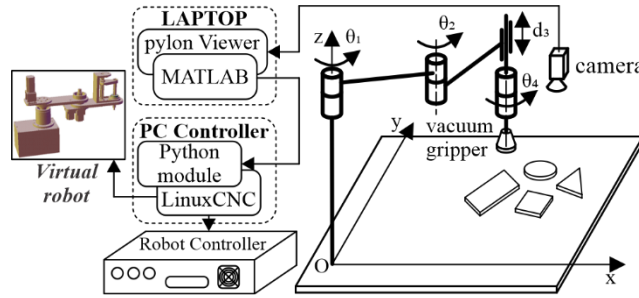 LAPTOP
pylon Viewer
MATLAB
PC Controller
Python
module
LinuxCNC
Virtual
robot
Robot Controller
z
θ₁
θ₂
d₃
θ₄
camera
y
vacuum
gripper
O
x